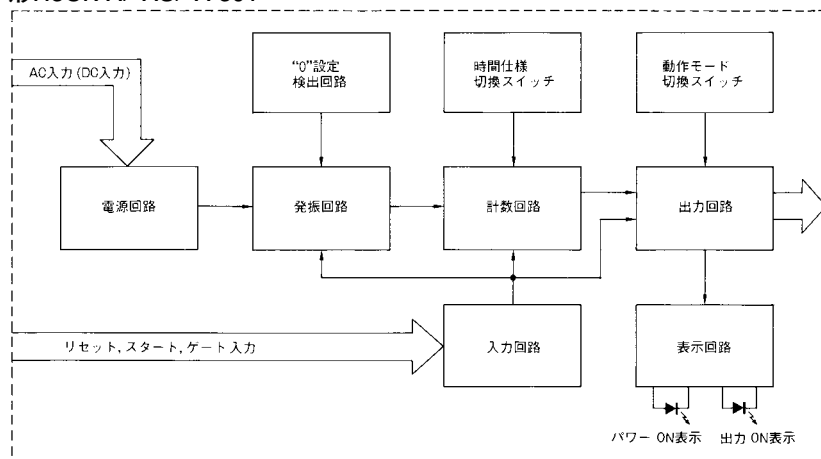 AC入力(DC入力)
“0”設定
検出回路
時間仕様
切換スイッチ
動作モード
切換スイッチ
電源回路
発振回路
計数回路
出力回路
リセット,スタート,ゲート入力
入力回路
表示回路
パワー ON表示
出力 ON表示